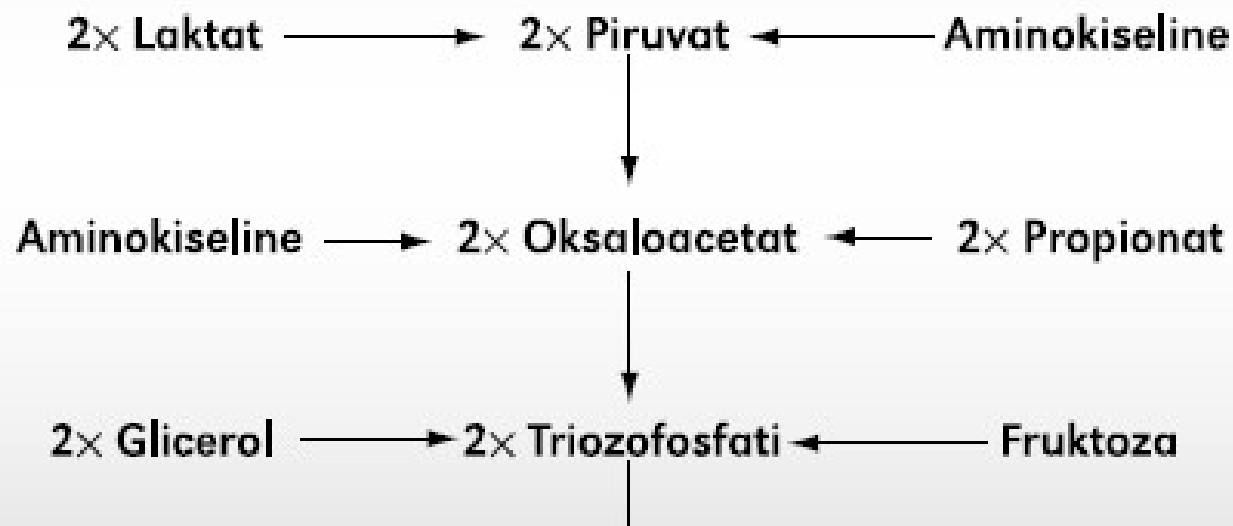 2× Laktat 2× Piruvat Aminokiseline
Aminokiseline 2× Oksaloacetat 2× Propionat
2× Glicerol 2× Triozofosfati Fruktoza